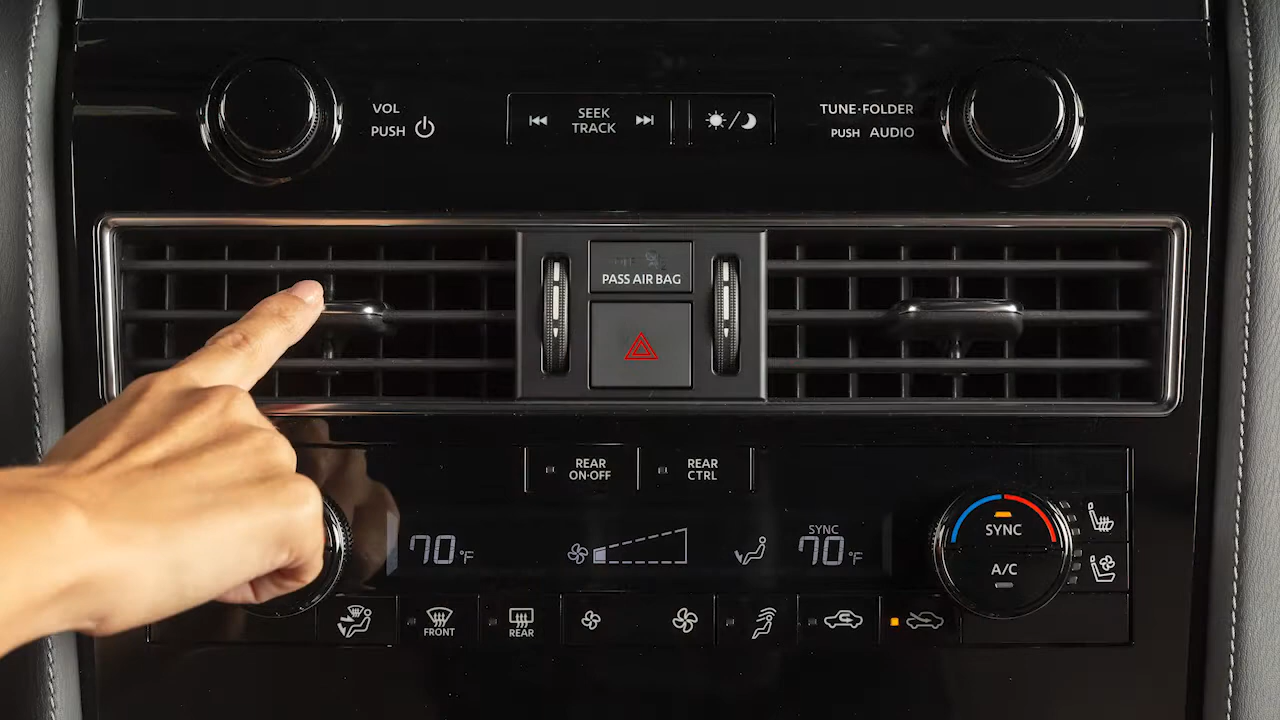 VOL
PUSH
SEEK
TRACK
TUNE·FOLDER
PUSH AUDIO
PASS AIR BAG
REAR
ON·OFF
REAR
CTRL
70°F
SYNC
70°F
SYNC
A/C
FRONT
REAR